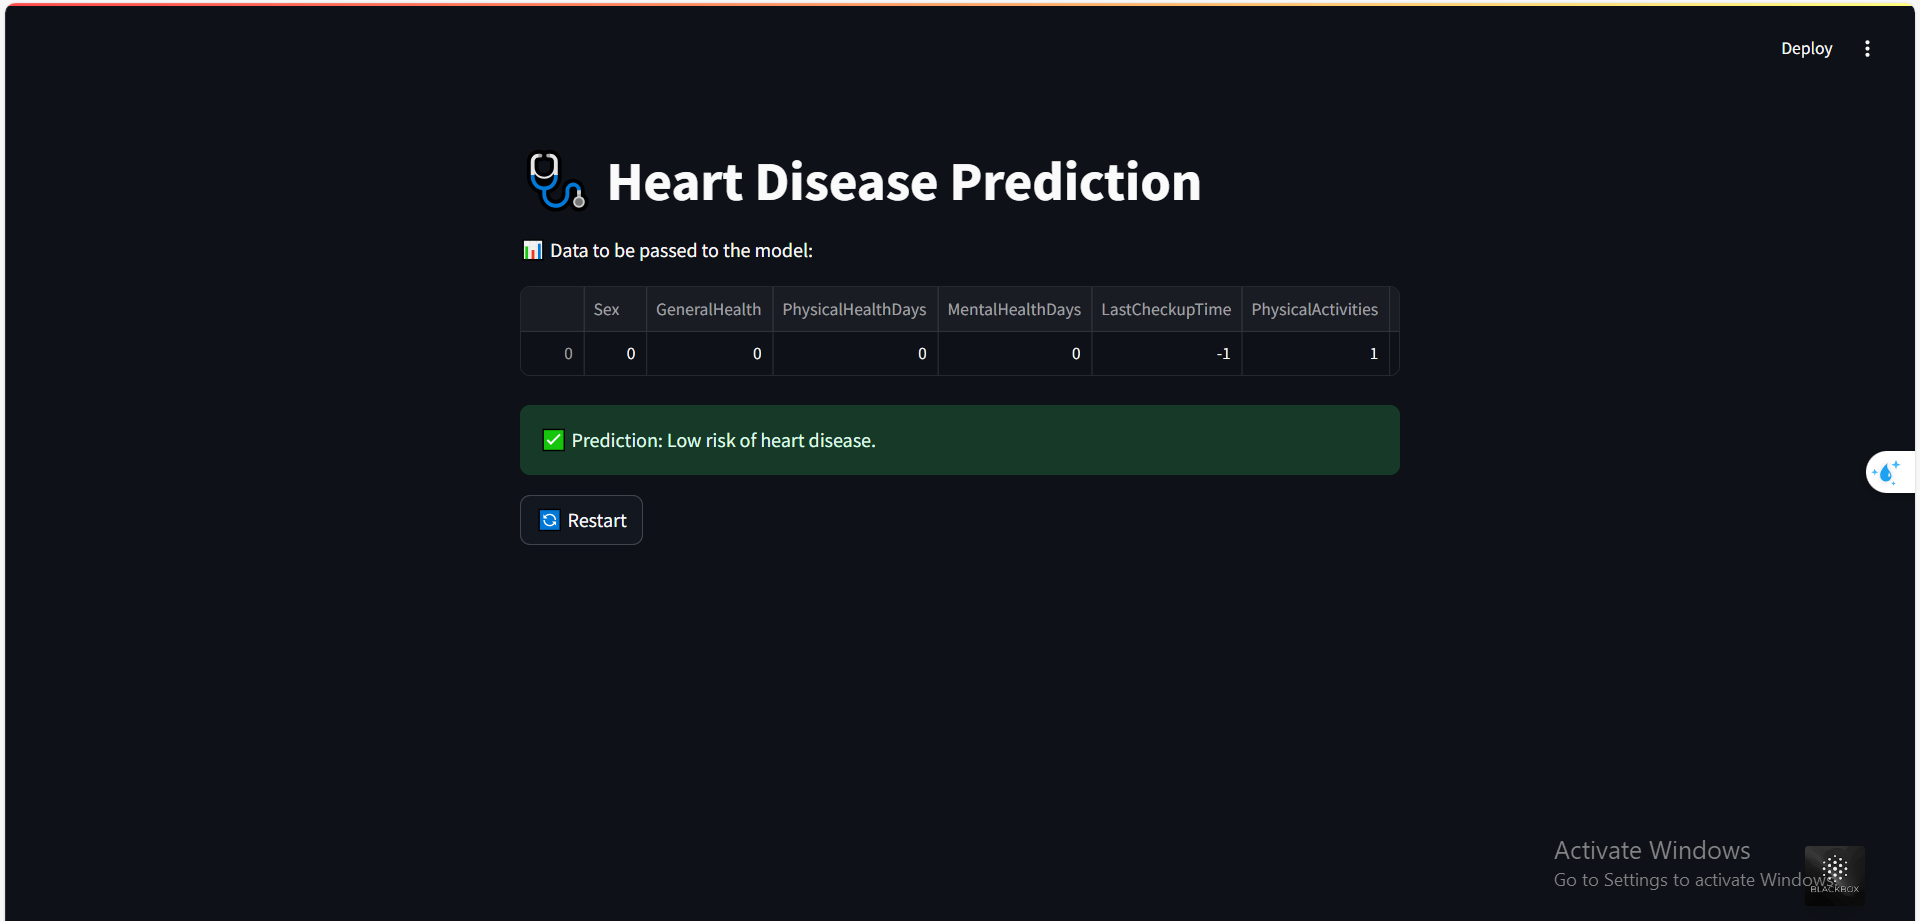 Deploy
Heart Disease Prediction
Data to be passed to the model:
Sex GeneralHealth PhysicalHealthDays MentalHealthDays LastCheckupTime PhysicalActivities
0 0 0 0 0 -1 1
Prediction: Low risk of heart disease.
Restart
Activate Windows
Go to Settings to activate Windows.
BLACKBOX